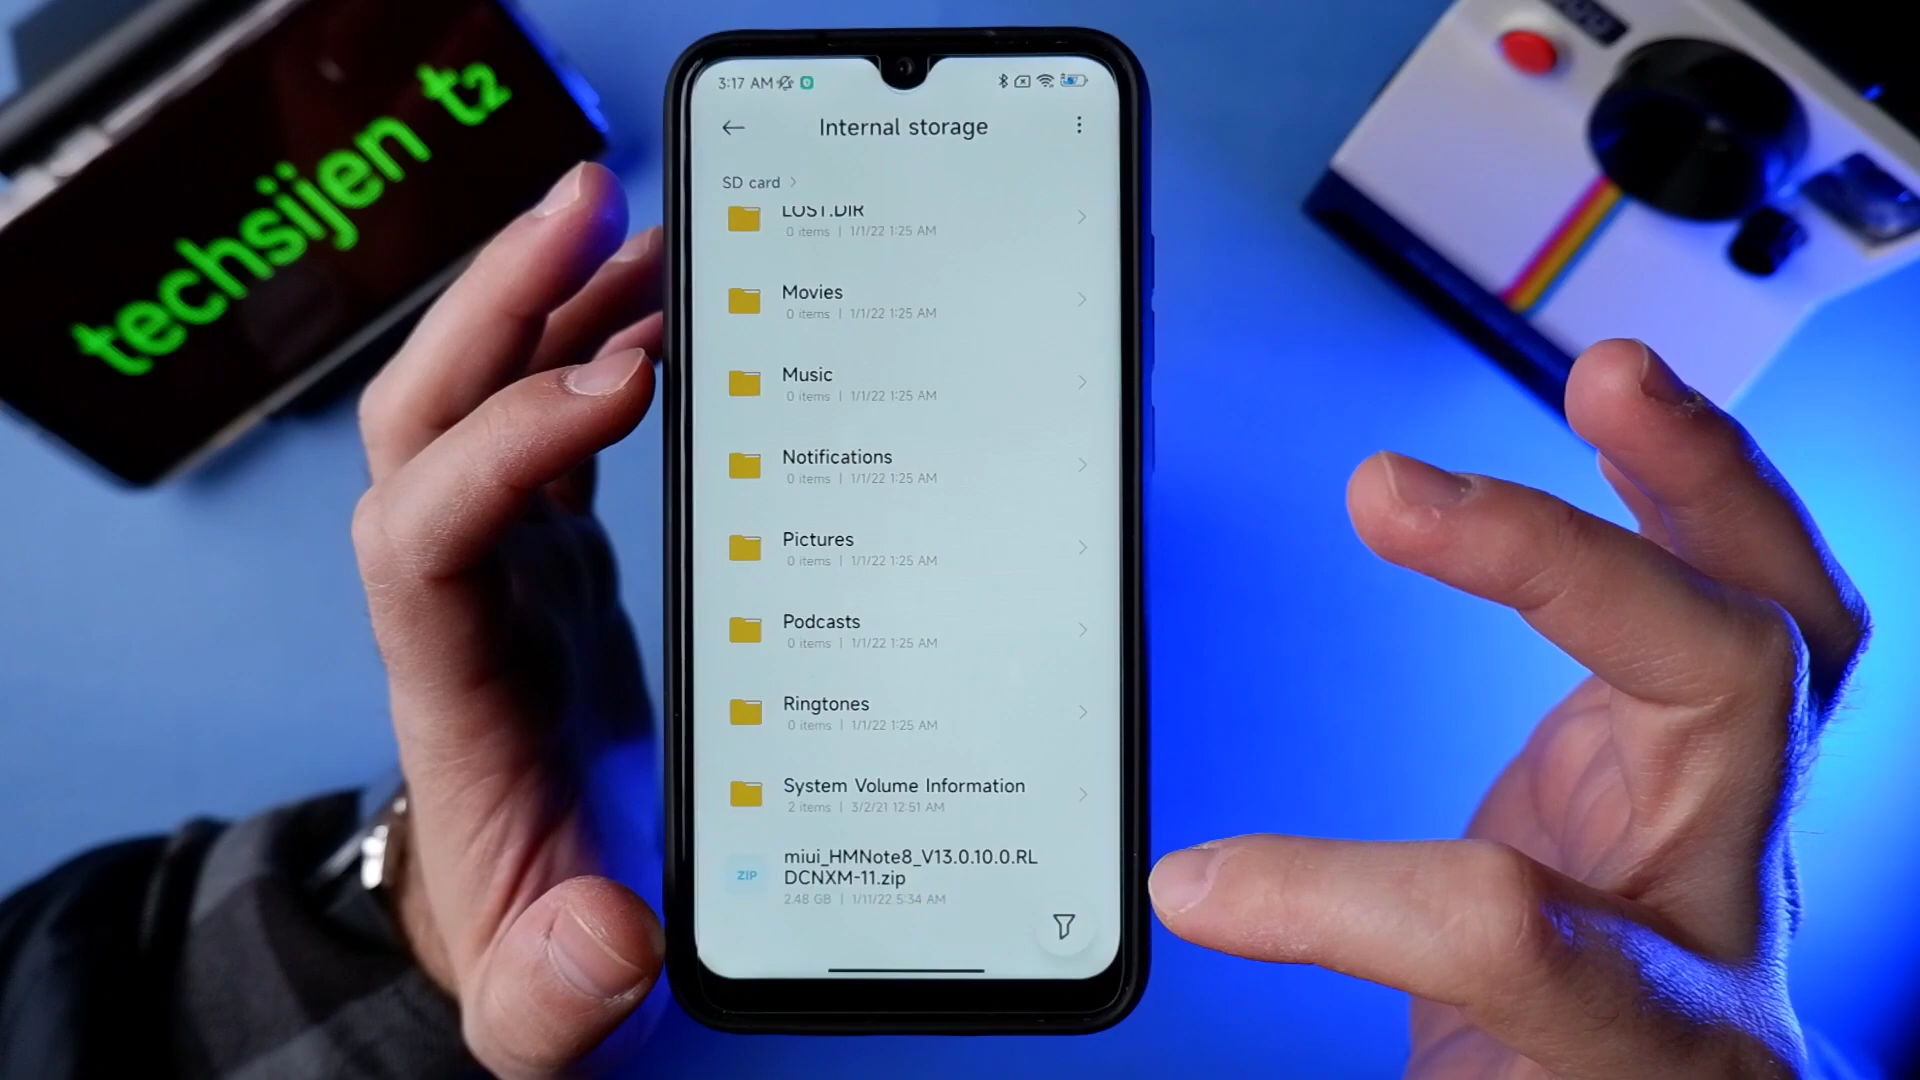 techsijen t2
3:17 AM
Internal storage
SD card
LOST.DIR
0 items | 1/1/22 1:25 AM
Movies
0 items | 1/1/22 1:25 AM
Music
0 items | 1/1/22 1:25 AM
Notifications
0 items | 1/1/22 1:25 AM
Pictures
0 items | 1/1/22 1:25 AM
Podcasts
0 items | 1/1/22 1:25 AM
Ringtones
0 items | 1/1/22 1:25 AM
System Volume Information
2 items | 3/2/21 12:51 AM
ZIP
miui_HMNote8_V13.0.10.0.RL
DCNXM-11.zip
2.48 GB | 1/11/22 5:34 AM